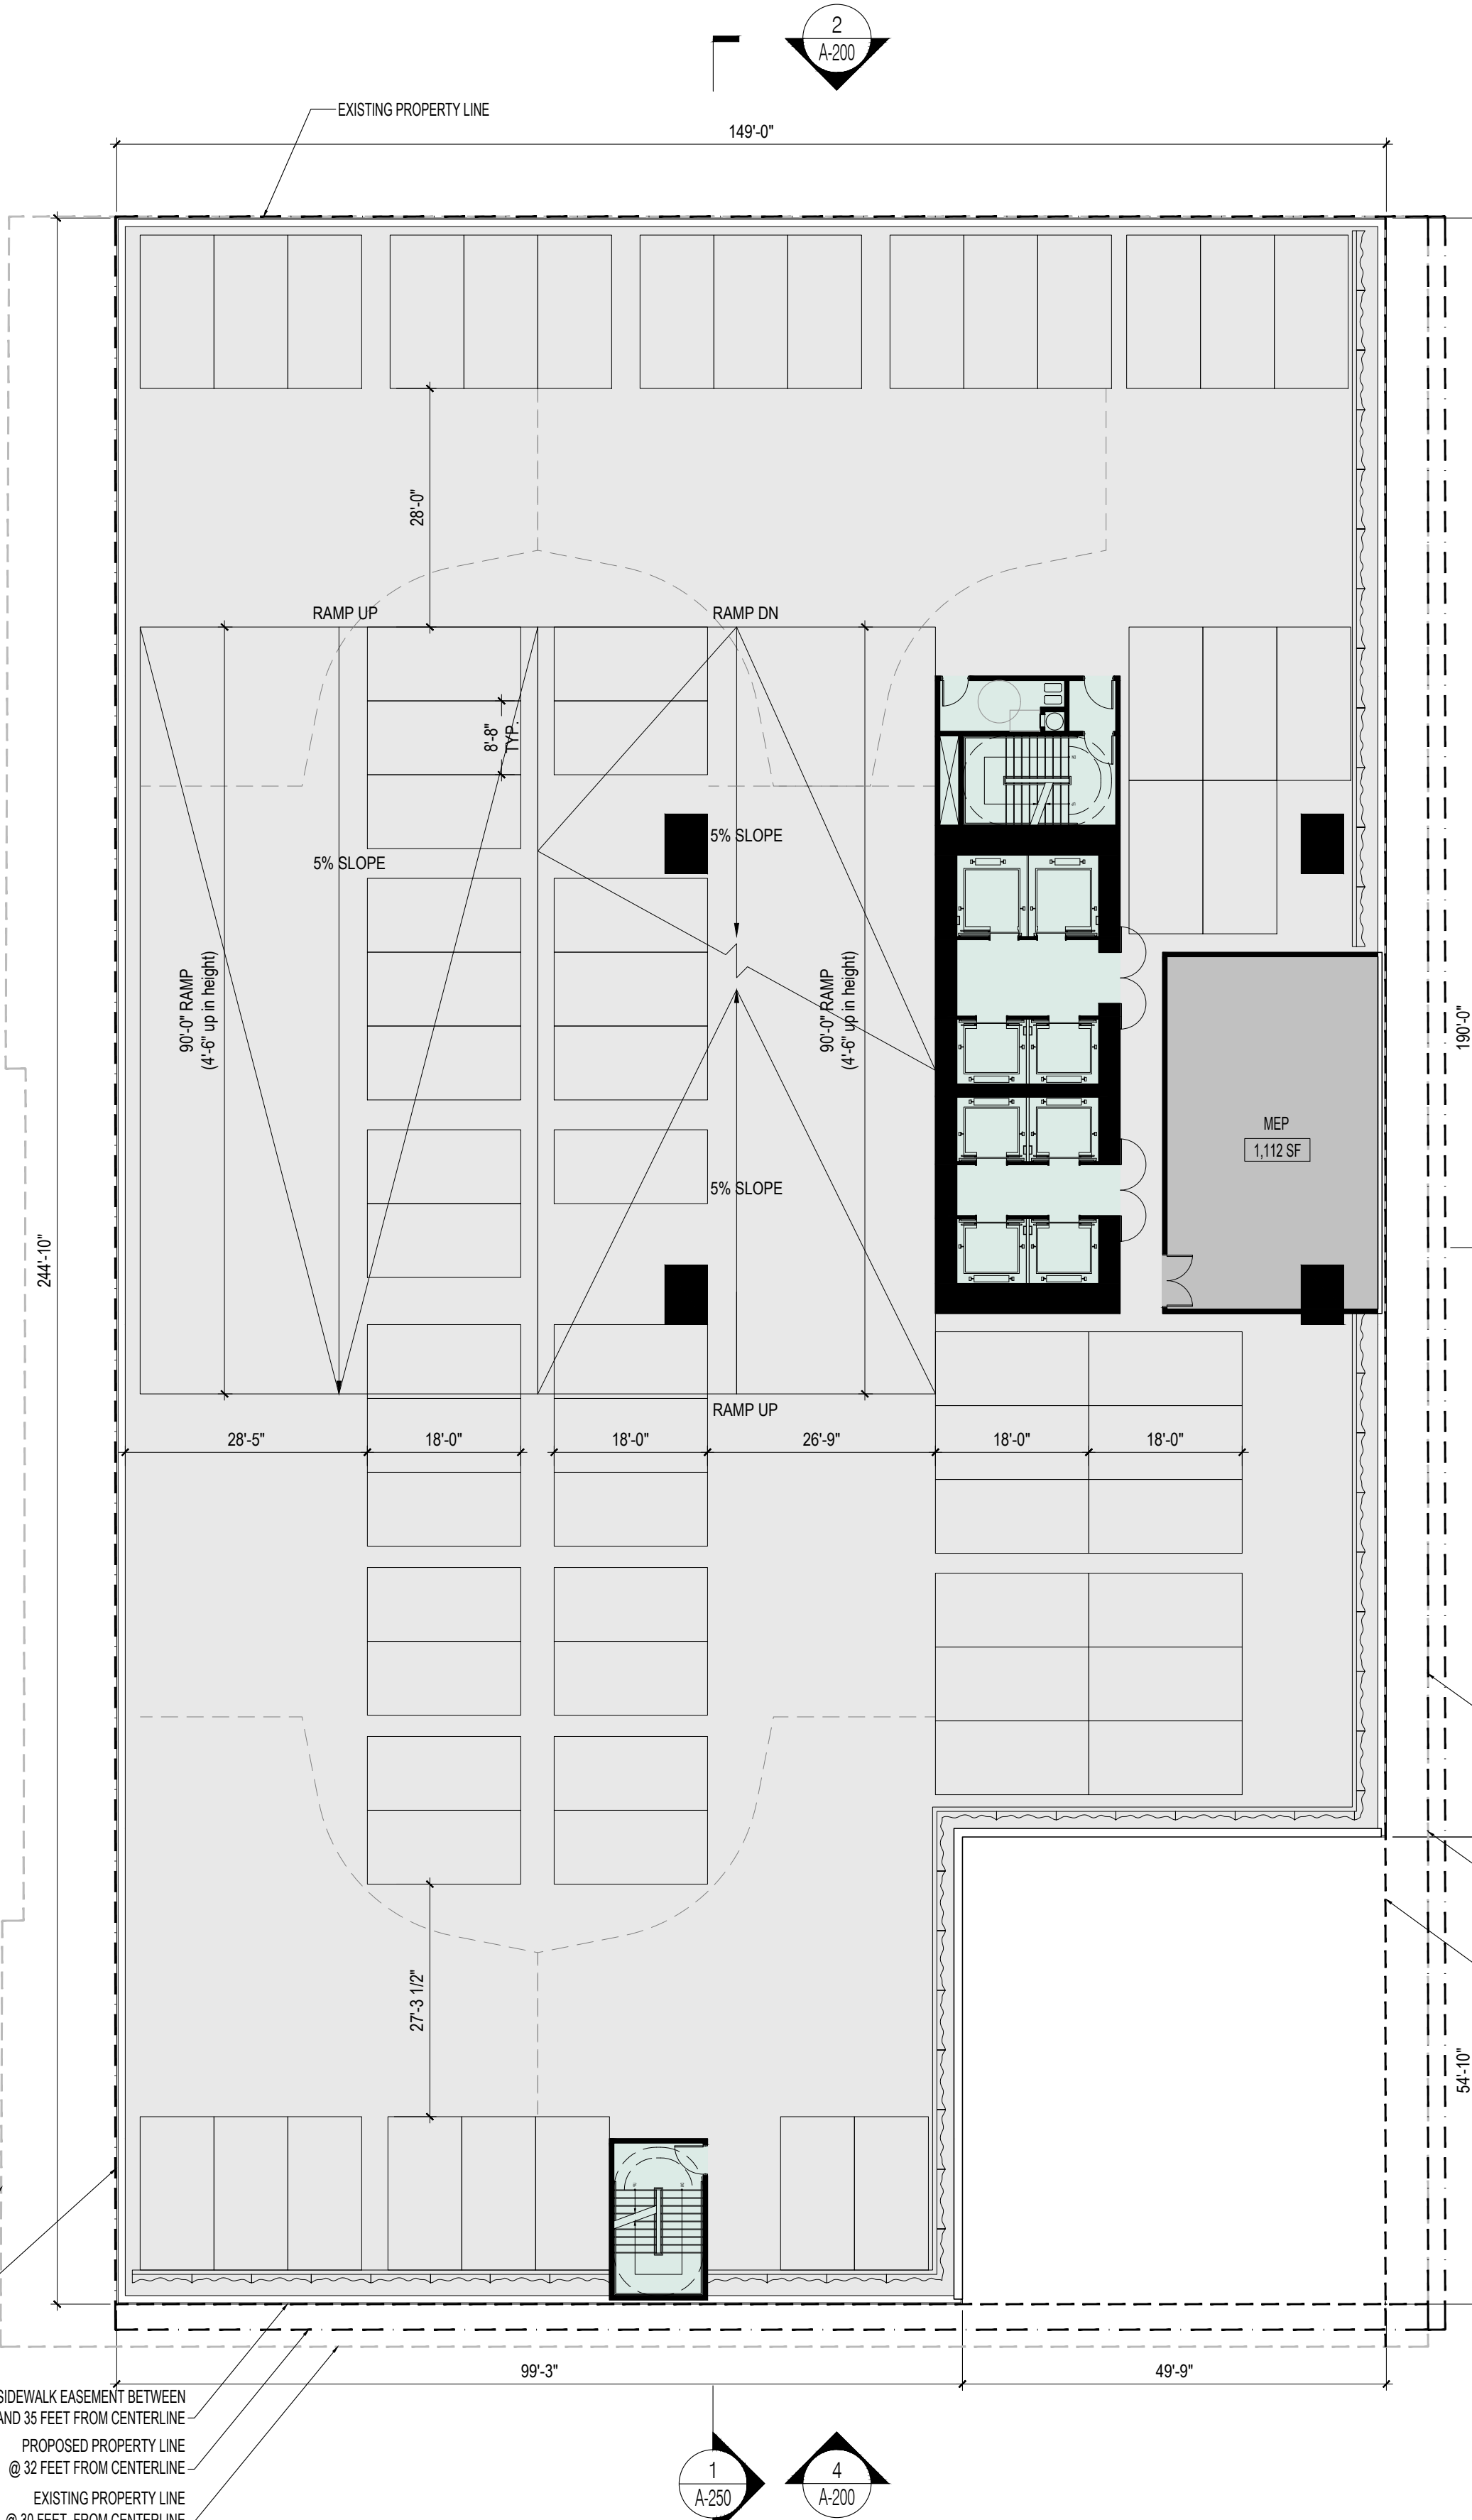 2
A-200
EXISTING PROPERTY LINE
149'-0"
28'-0"
RAMP UP
RAMP DN
8'-8"
TYP.
5% SLOPE
5% SLOPE
90'-0" RAMP
(4'-6" up in height)
90'-0" RAMP
(4'-6" up in height)
190'-0"
MEP
1,112 SF
5% SLOPE
244'-10"
RAMP UP
28'-5"
18'-0"
18'-0"
26'-9"
18'-0"
18'-0"
27'-3 1/2"
54'-10"
99'-3"
49'-9"
SIDEWALK EASEMENT BETWEEN
AND 35 FEET FROM CENTERLINE
PROPOSED PROPERTY LINE
@ 32 FEET FROM CENTERLINE
EXISTING PROPERTY LINE
@ 30 FEET FROM CENTERLINE
1
A-250
4
A-200